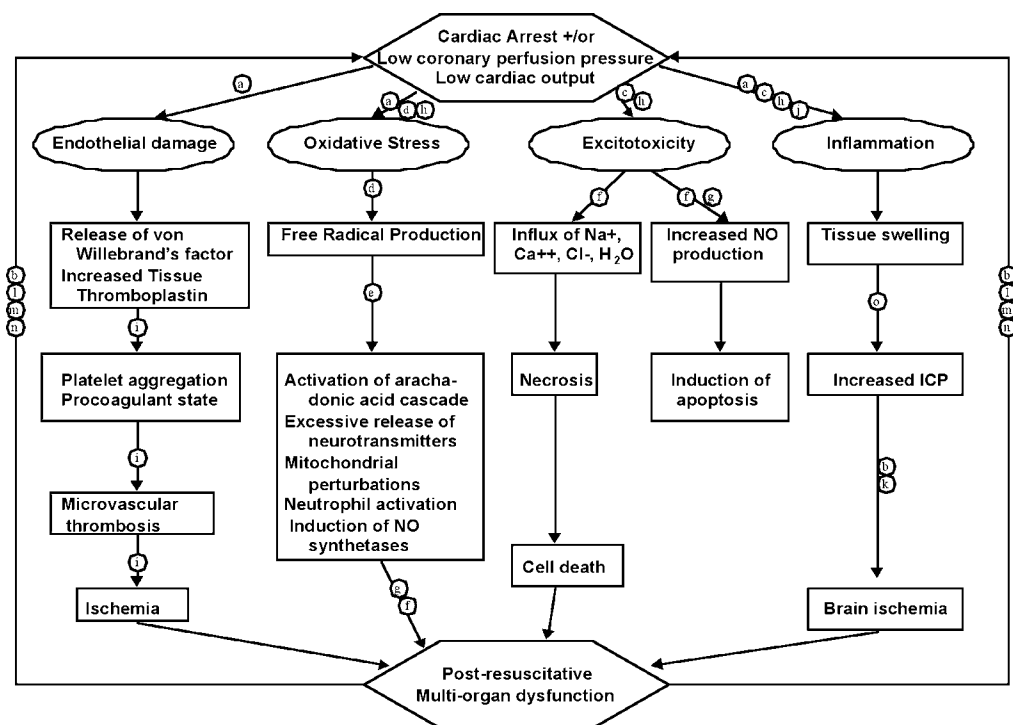 Cardiac Arrest +/or
Low coronary perfusion pressure
Low cardiac output
a
a
d
h
c
h
a
c
h
j
Endothelial damage
Oxidative Stress
Excitotoxicity
Inflammation
d
f
f
g
Release of von
Willebrand's factor
Increased Tissue
Thromboplastin
Free Radical Production
Influx of Na+,
Ca++, Cl-, H2O
Increased NO
production
Tissue swelling
b
l
m
n
e
o
b
l
m
n
i
Platelet aggregation
Procoagulant state
Activation of aracha-
donic acid cascade
Excessive release of
neurotransmitters
Mitochondrial
perturbations
Neutrophil activation
Induction of NO
synthetases
Necrosis
Induction of
apoptosis
Increased ICP
i
b
k
Microvascular
thrombosis
i
Cell death
g
f
Ischemia
Brain ischemia
Post-resuscitative
Multi-organ dysfunction